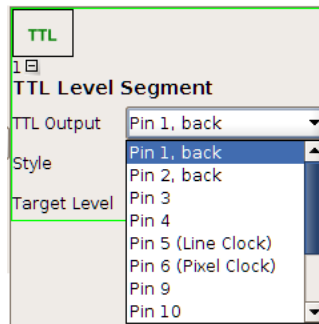 TTL
1
TTL Level Segment
TTL Output Pin 1, back
Style
Target Level
Pin 1, back
Pin 2, back
Pin 3
Pin 4
Pin 5 (Line Clock)
Pin 6 (Pixel Clock)
Pin 9
Pin 10